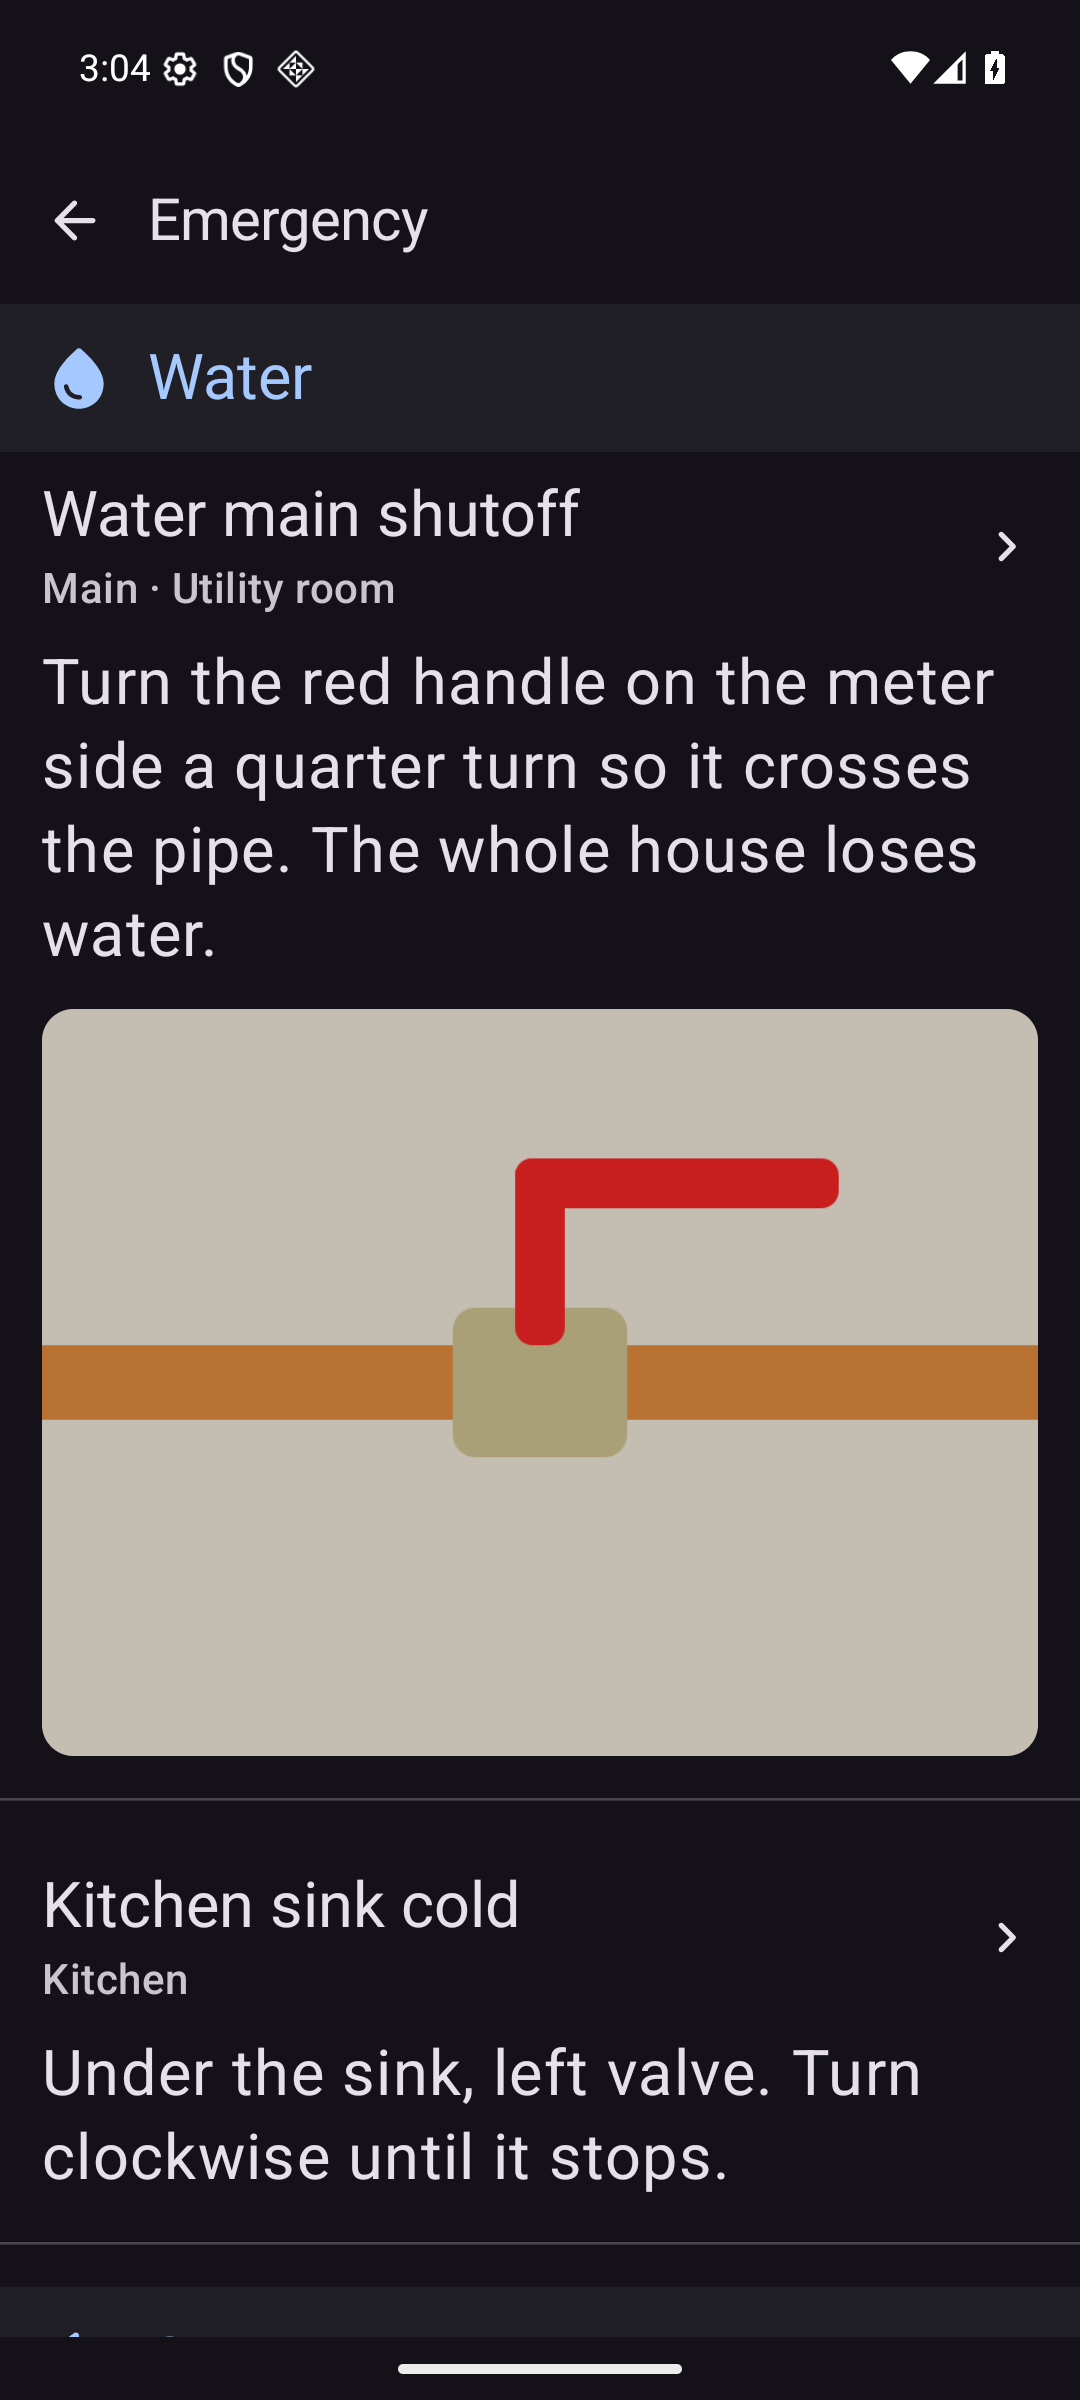 3:04
Emergency
Water
Water main shutoff
Main · Utility room
Turn the red handle on the meter
side a quarter turn so it crosses
the pipe. The whole house loses
water.
Kitchen sink cold
Kitchen
Under the sink, left valve. Turn
clockwise until it stops.